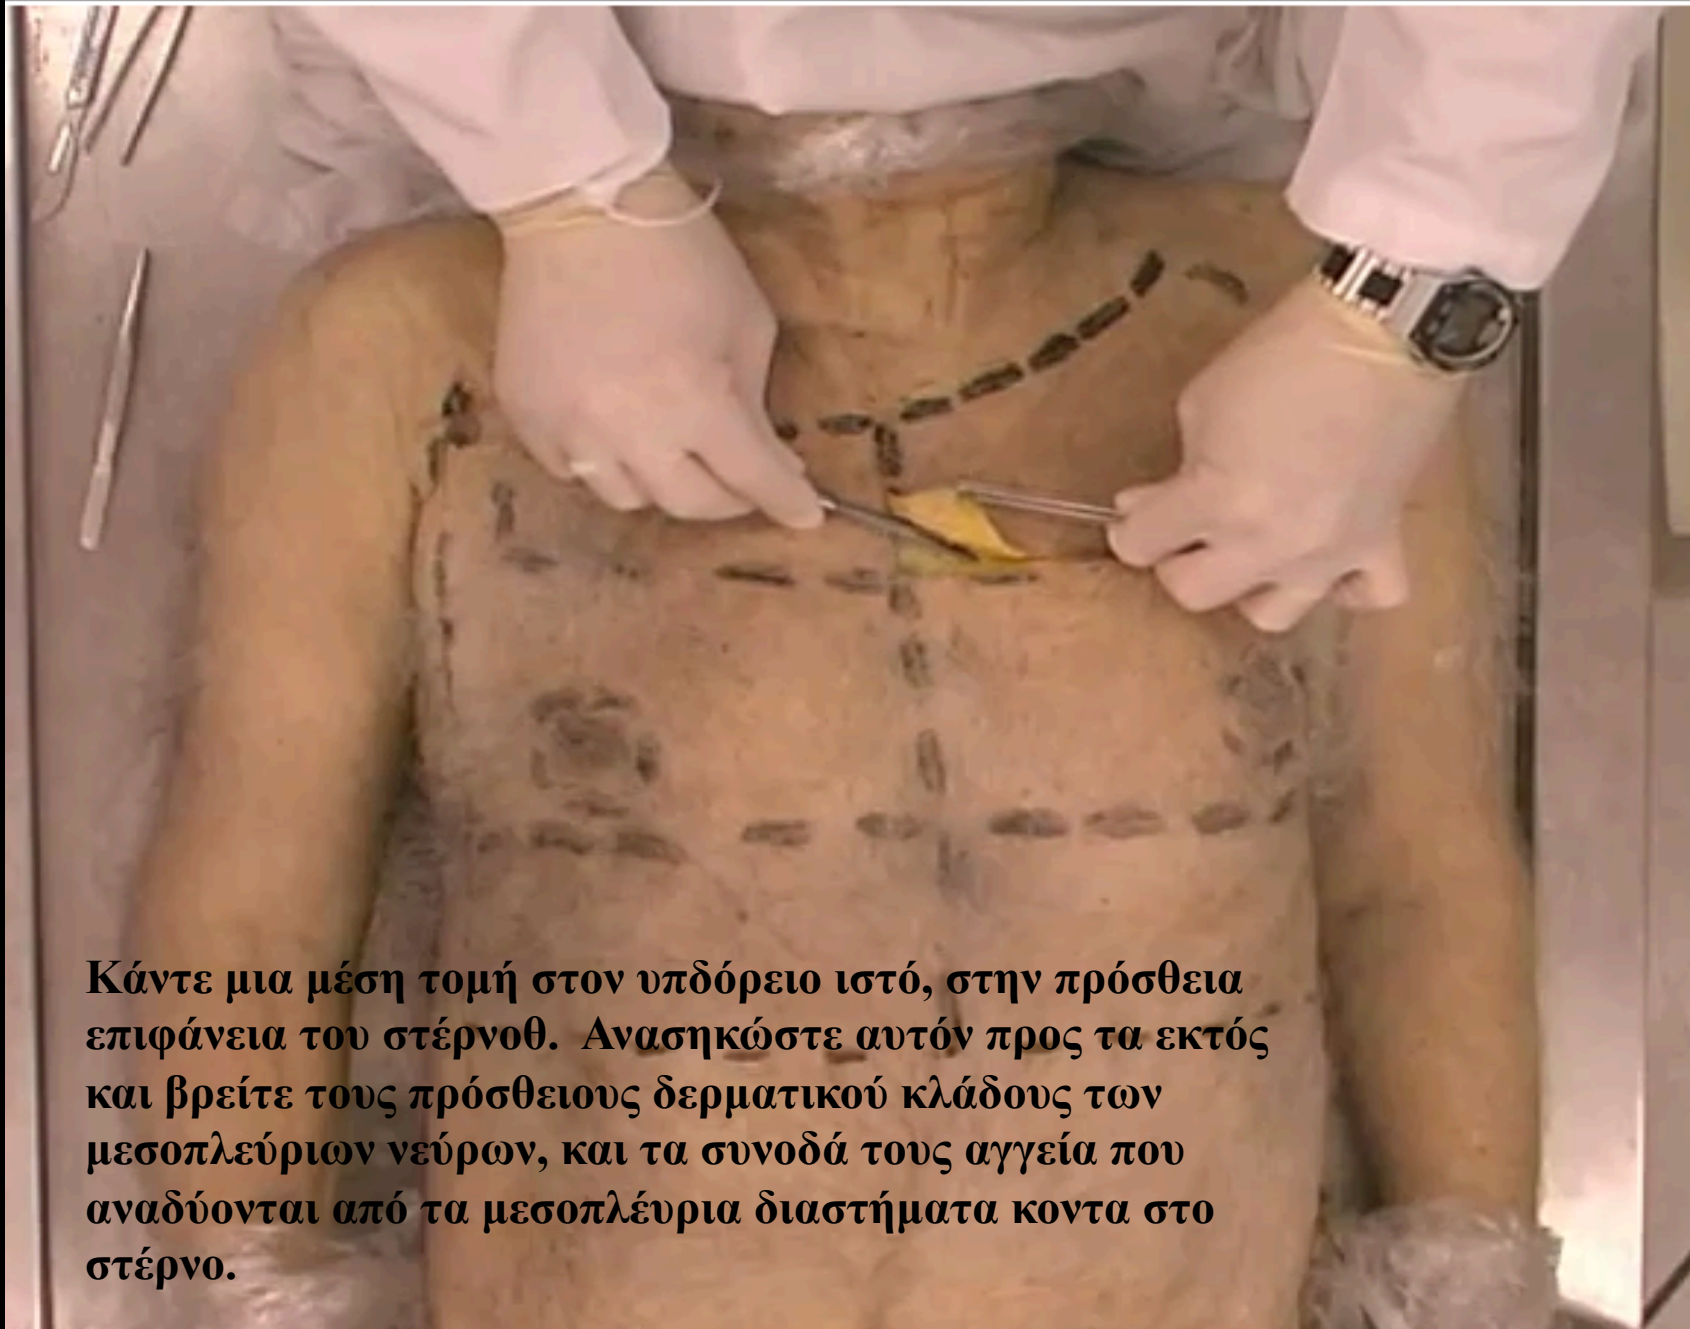 Κάντε μια μέση τομή στον υπδόρειο ιστό, στην πρόσθεια
επιφάνεια του στέρνοθ.  Ανασηκώστε αυτόν προς τα εκτός
και βρείτε τους πρόσθειους δερματικού κλάδους των
μεσοπλεύριων νεύρων, και τα συνοδά τους αγγεία που
αναδύονται από τα μεσοπλέυρια διαστήματα κοντα στο
στέρνο.